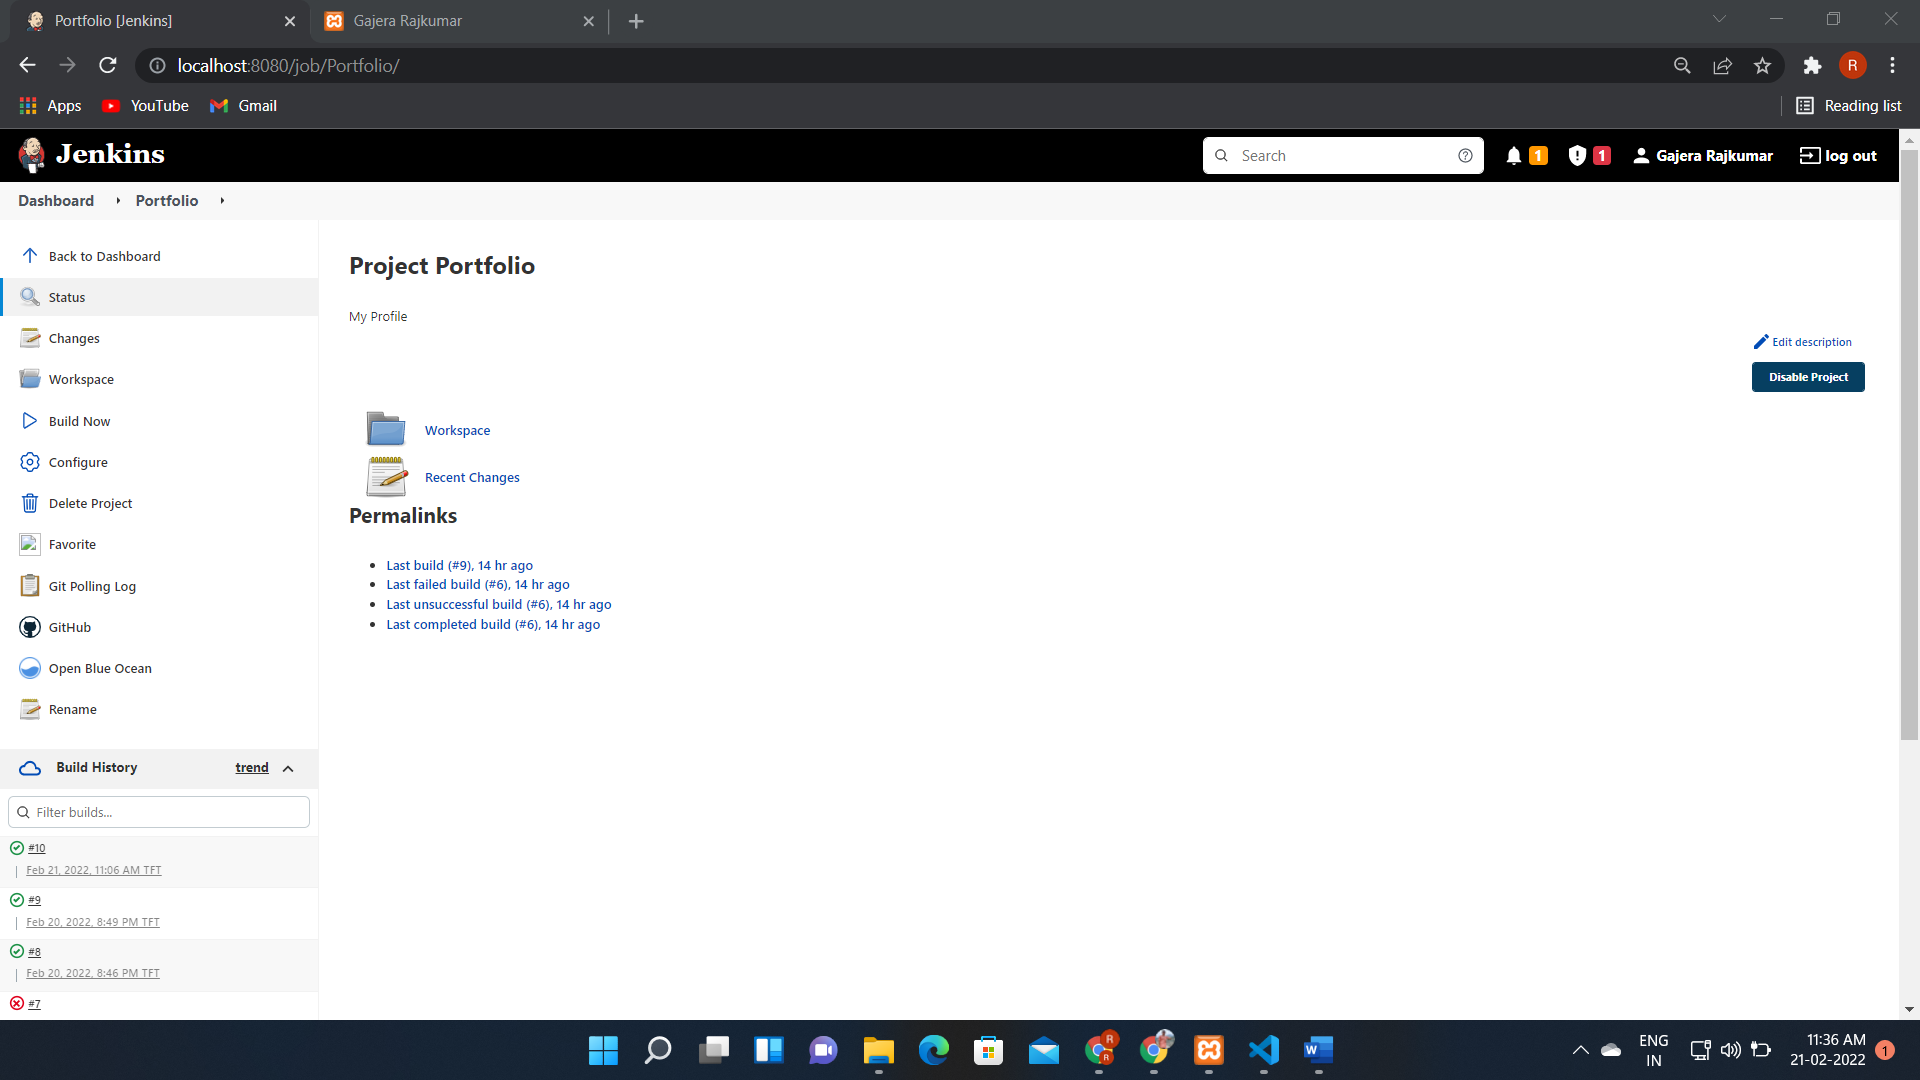 Portfolio [Jenkins]
Gajera Rajkumar
localhost:8080/job/Portfolio/
R
Apps
YouTube
Gmail
Reading list
Jenkins
Search
1
1
Gajera Rajkumar
log out
Dashboard
Portfolio
Back to Dashboard
Status
Changes
Workspace
Build Now
Configure
Delete Project
Favorite
Git Polling Log
GitHub
Open Blue Ocean
Rename
Build History
trend
Filter builds...
#10
Feb 21, 2022, 11:06 AM TFT
#9
Feb 20, 2022, 8:49 PM TFT
#8
Feb 20, 2022, 8:46 PM TFT
#7
Project Portfolio
My Profile
Edit description
Disable Project
Workspace
Recent Changes
Permalinks
Last build (#9), 14 hr ago
Last failed build (#6), 14 hr ago
Last unsuccessful build (#6), 14 hr ago
Last completed build (#6), 14 hr ago
R
R
W
ENG
IN
11:36 AM
21-02-2022
1